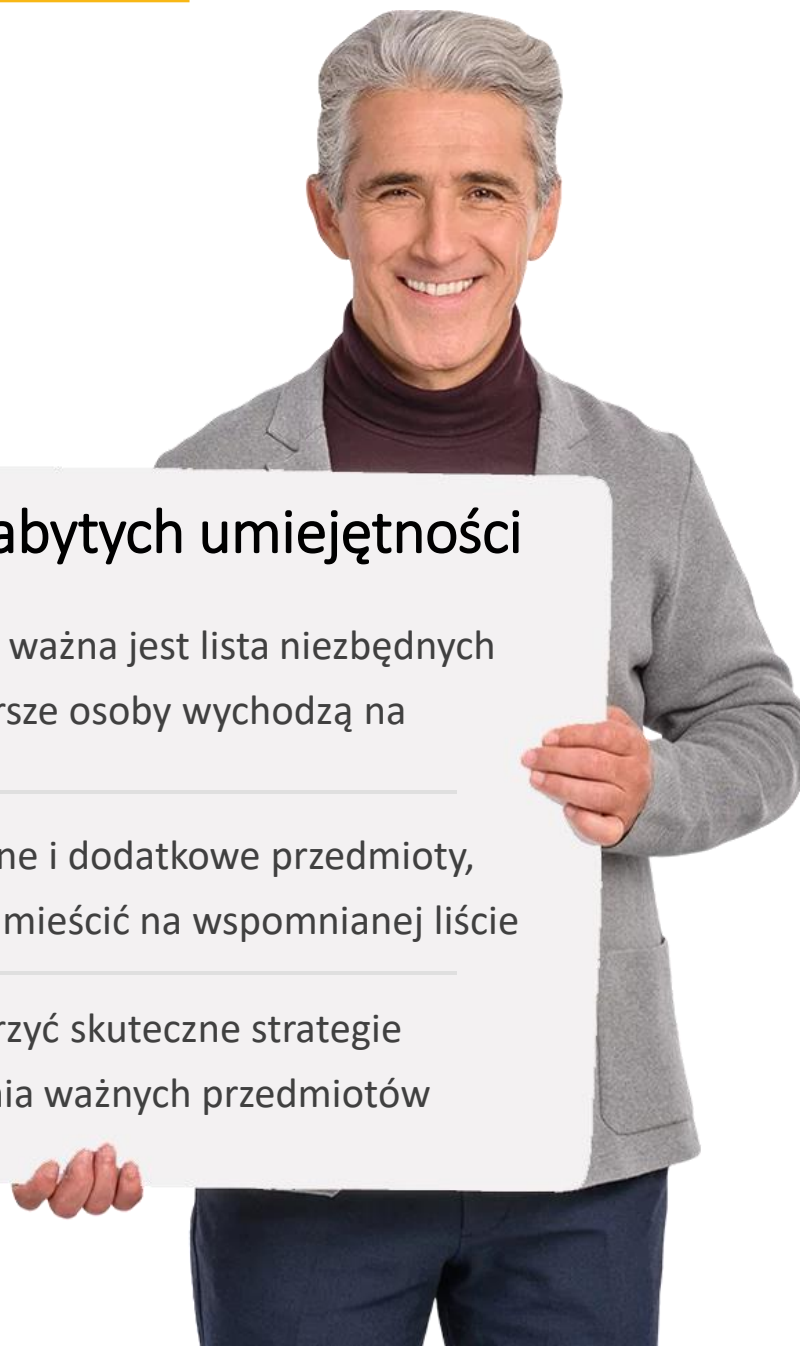 abytych umiejętności
ważna jest lista niezbędnych
rsze osoby wychodzą na
ne i dodatkowe przedmioty,
mieścić na wspomnianej liście
rzyć skuteczne strategie
nia ważnych przedmiotów